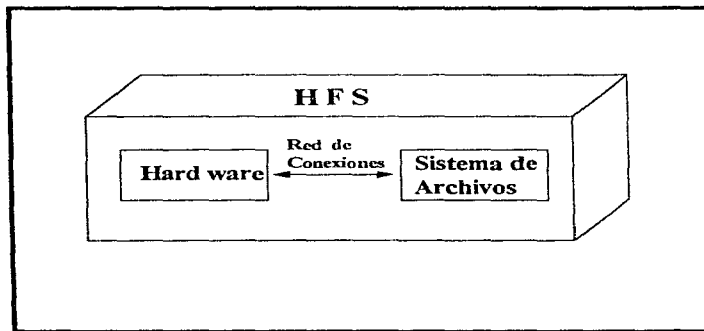 H F S
Hard ware
Red de
Conexiones
Sistema de
Archivos